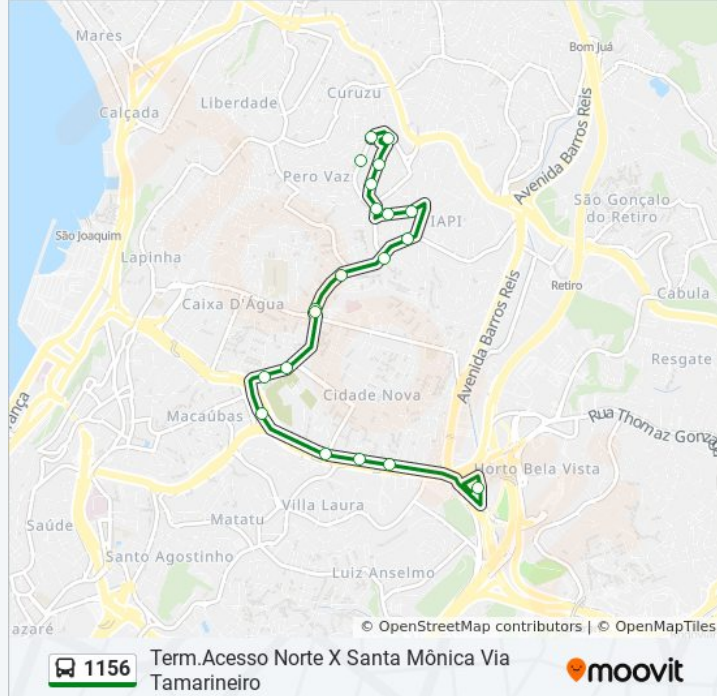 Mares
Bom Juá
Curuzu
Liberdade
Calçada
Avenida Barros Reis
Pero Vaz
São Gonçalo
do Retiro
IAPI
São Joaquim
Lapinha
Retiro
Cabula
Caixa D'Água
Avenida Barros Reis
Resgate
Cidade Nova
Macaúbas
rança
Rua Thomaz Gonza
Horto Bela Vista
Villa Laura
Matatu
Saúde
Santo Agostinho
Luiz Anselmo
azaré
© OpenStreetMap contributors | © OpenMapTiles
1156
Term.Acesso Norte X Santa Mônica Via
Tamarineiro
moovit